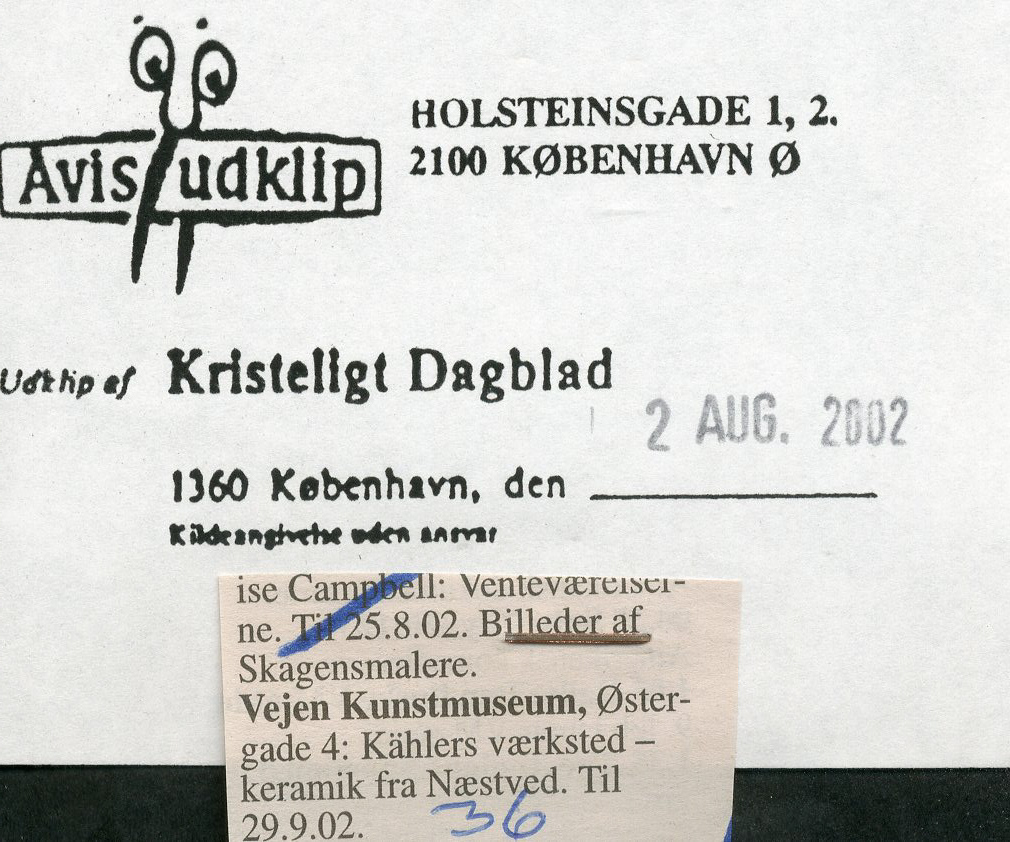 Avis udklip
HOLSTEINSGADE 1, 2.
2100 KØBENHAVN Ø
Udklip af Kristeligt Dagblad
2 AUG. 2002
1360 København, den
Kildeangivelse uden ansvar
ise Campbell: Venteværelser-
ne. Til 25.8.02. Billeder af
Skagensmalere.
Vejen Kunstmuseum, Øster-
gade 4: Kählers værksted –
keramik fra Næstved. Til
29.9.02.
36